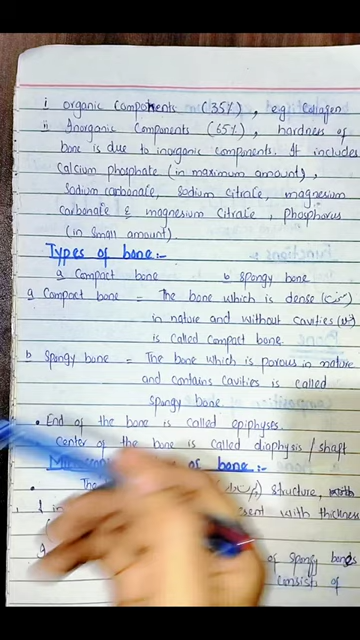 i organic components (35%), e.g. Collagen
ii Inorganic Components (65%), hardness of
bone is due to inorganic components. It includes
Calcium phosphate (in maximum amount),
Sodium carbonate, Sodium Citrate, magnesium
carbonate & magnesium Citrate, phosphorus
(in small amount)
Types of bone:-
a Compact bone b Spongy bone
a Compact bone = The bone which is dense
in nature and without cavities
is called compact bone.
b Spongy bone = The bone which is porous in nature
and contains cavities is called
spongy bone.
• End of the bone is called epiphyses.
center of the bone is called diaphysis / shaft
of bone:-
• The structure,
in sent with thickness
of spongy bones
consist of